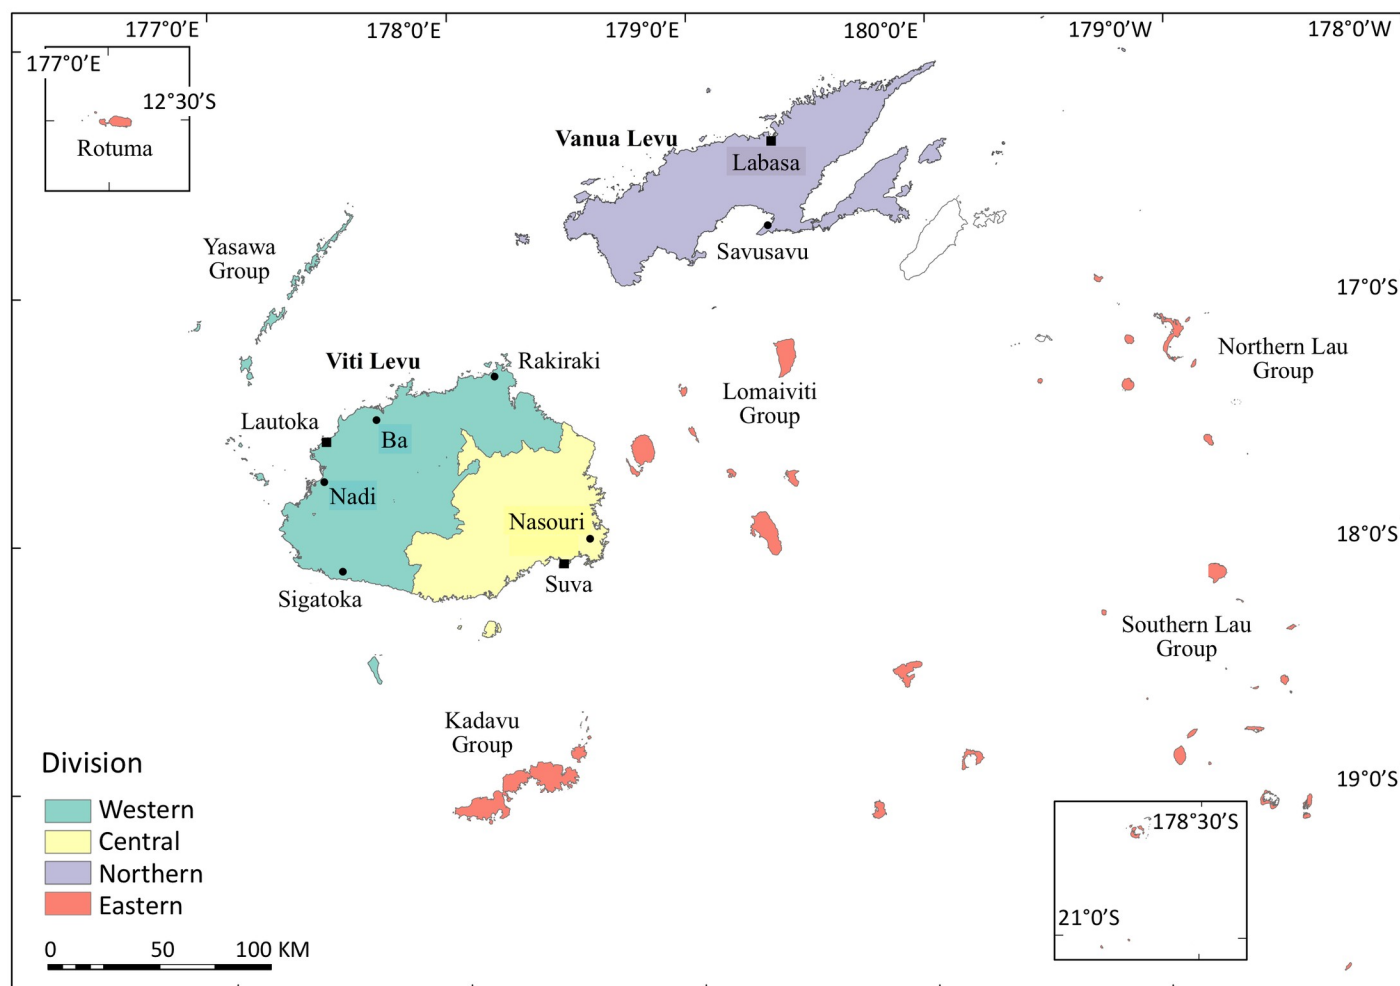 177°0’E
178°0’E
179°0’E
180°0’E
179°0’W
178°0’W
177°0’E
12°30’S
Rotuma
Vanua Levu
Labasa
Savusavu
Yasawa
Group
17°0’S
Viti Levu
Rakiraki
Northern Lau
Group
Lomaiviti
Group
Lautoka
Ba
Nadi
Nasouri
18°0’S
Suva
Sigatoka
Southern Lau
Group
Kadavu
Group
19°0’S
Division
Western
Central
Northern
Eastern
0 50 100 KM
178°30’S
21°0’S